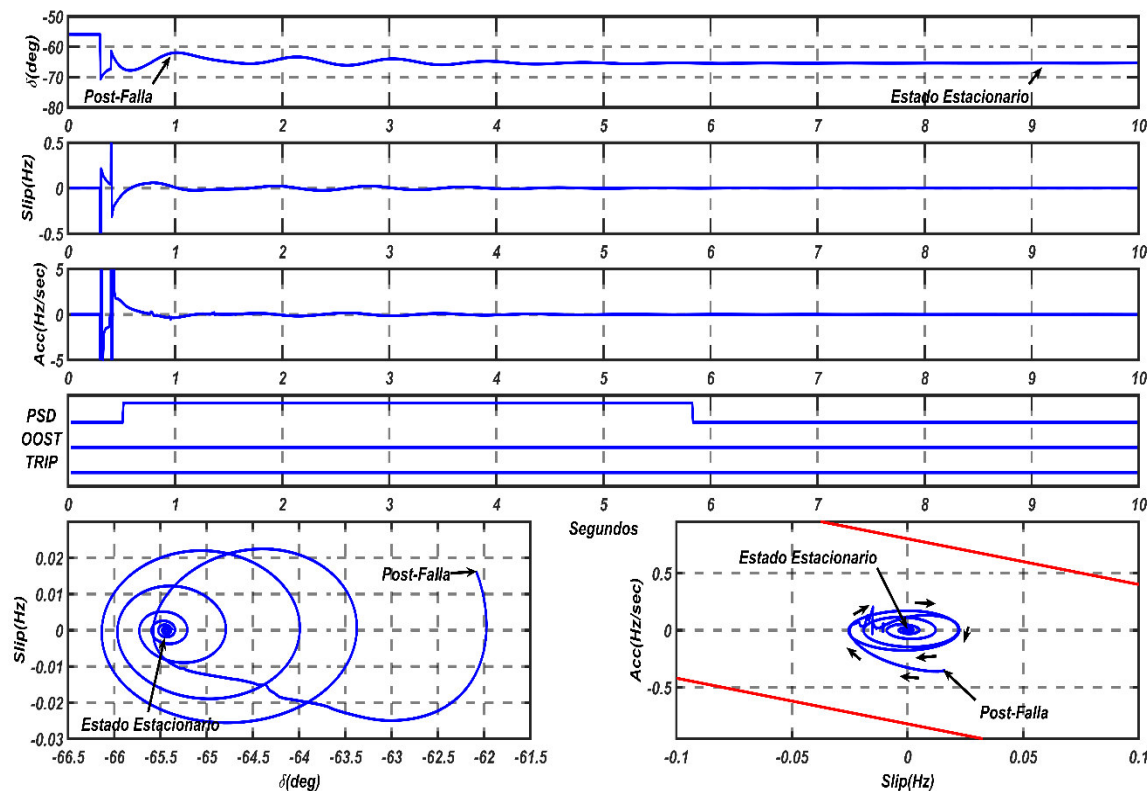 δ(deg)
-50
-60
-70
-80
Post-Falla
Estado Estacionario
0 1 2 3 4 5 6 7 8 9 10
Slip(Hz)
0.5
0
-0.5
0 1 2 3 4 5 6 7 8 9 10
Acc(Hz/sec)
5
0
-5
0 1 2 3 4 5 6 7 8 9 10
PSD
OOST
TRIP
0 1 2 3 4 5 6 7 8 9 10
Segundos
Slip(Hz)
0.02
0.01
0
-0.01
-0.02
-0.03
Post-Falla
Estado Estacionario
-66.5 -66 -65.5 -65 -64.5 -64 -63.5 -63 -62.5 -62 -61.5
δ(deg)
Acc(Hz/sec)
0.5
0
-0.5
Estado Estacionario
Post-Falla
-0.1 -0.05 0 0.05 0.1
Slip(Hz)